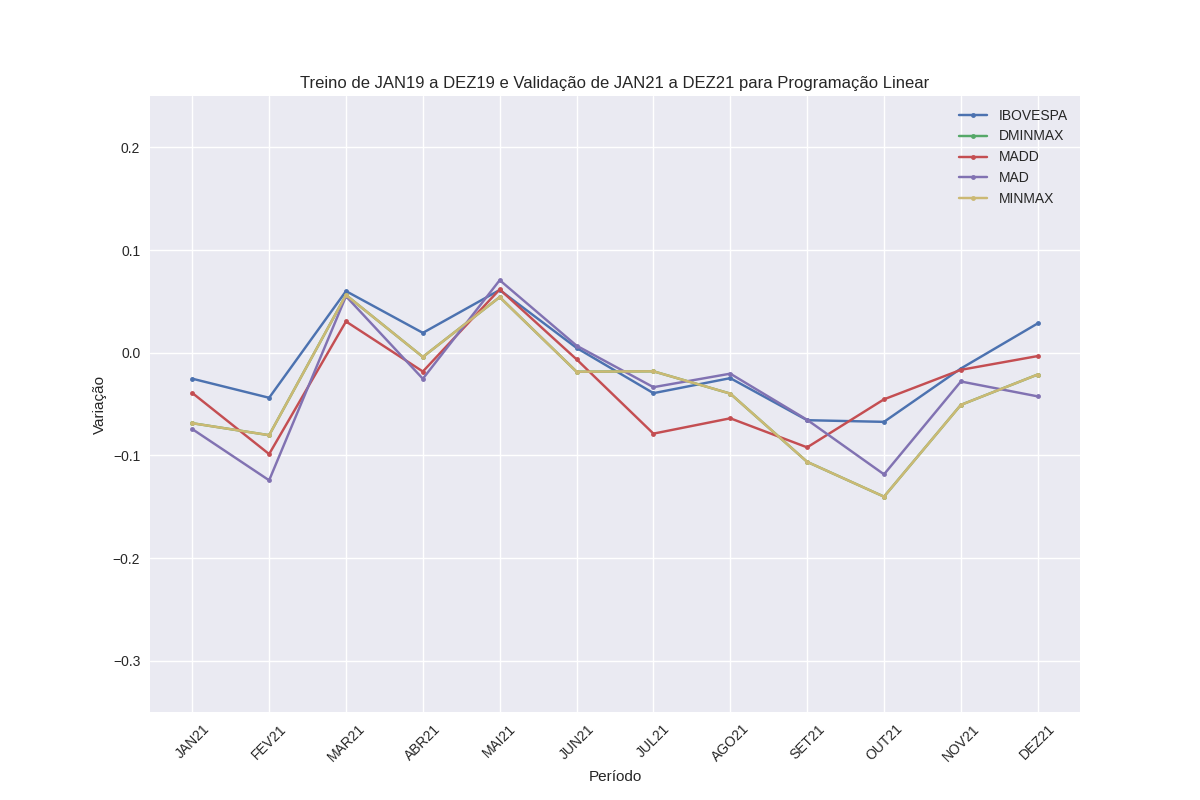 Treino de JAN19 a DEZ19 e Validação de JAN21 a DEZ21 para Programação Linear
IBOVESPA
DMINMAX
MADD
MAD
MINMAX
0.2
0.1
0.0
−0.1
−0.2
−0.3
Variação
JAN21
FEV21
MAR21
ABR21
MAI21
JUN21
JUL21
AGO21
SET21
OUT21
NOV21
DEZ21
Período